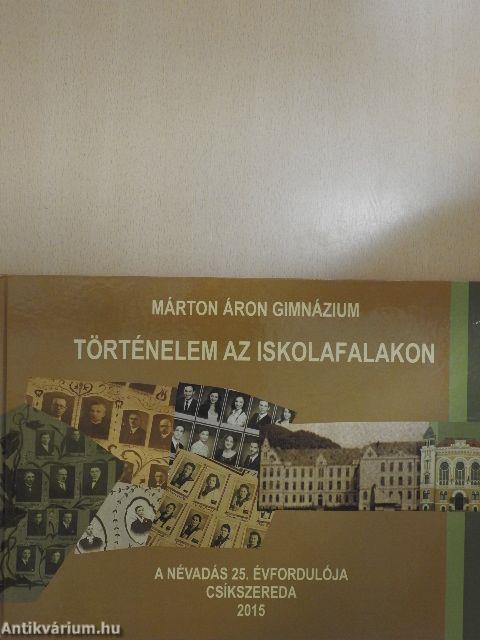 MÁRTON ÁRON GIMNÁZIUM
TÖRTÉNELEM AZ ISKOLAFALAKON
A NÉVADÁS 25. ÉVFORDULÓJA
CSÍKSZEREDA
2015
Antikvárium.hu